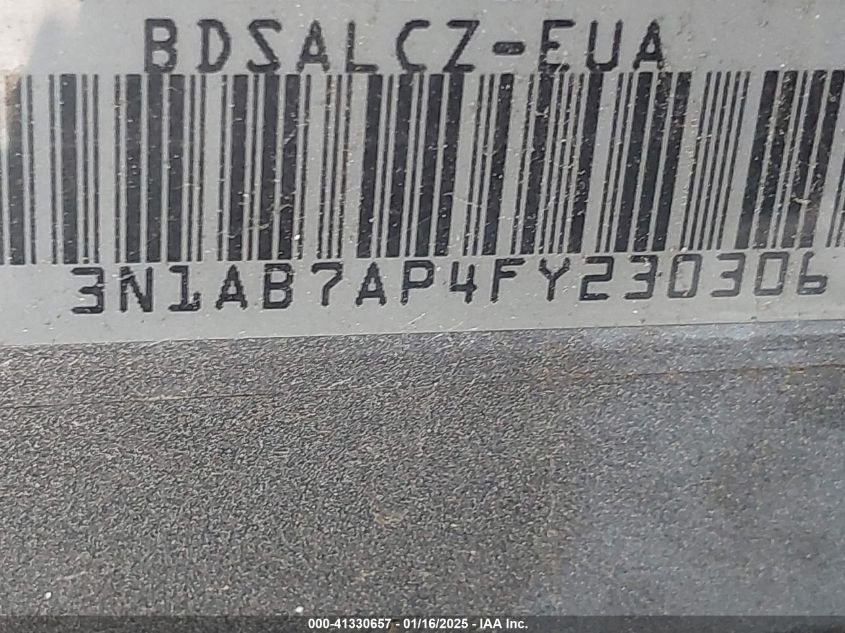 BDSALCZ-EUA
3N1AB7AP4FY230306
000-41330657 - 01/16/2025 - IAA Inc.